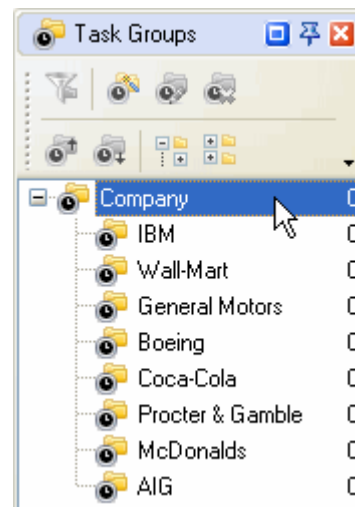 Task Groups
Company
IBM
Wall-Mart
General Motors
Boeing
Coca-Cola
Procter & Gamble
McDonalds
AIG